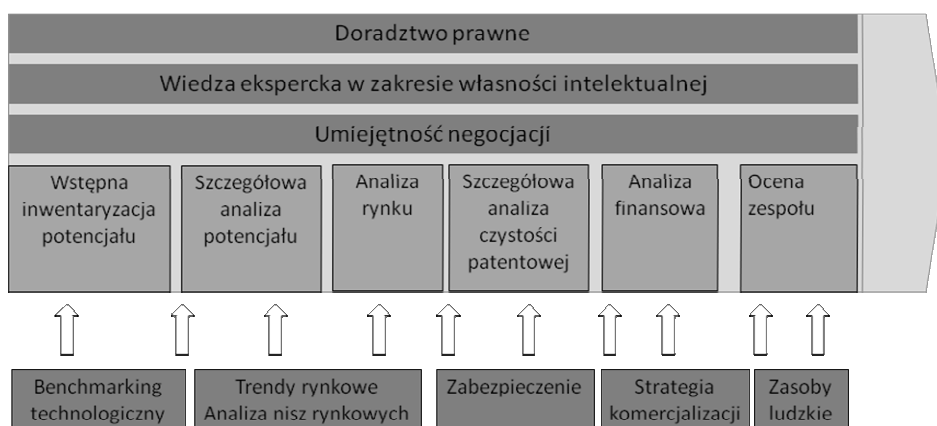 Doradztwo prawne
Wiedza ekspercka w zakresie własności intelektualnej
Umiejętność negocjacji
Wstępna
inwentaryzacja
potencjału
Szczegółowa
analiza
potencjału
Analiza
rynku
Szczegółowa
analiza
czystości
patentowej
Analiza
finansowa
Ocena
zespołu
Benchmarking
technologiczny
Trendy rynkowe
Analiza nisz rynkowych
Zabezpieczenie
Strategia
komercjalizacji
Zasoby
ludzkie